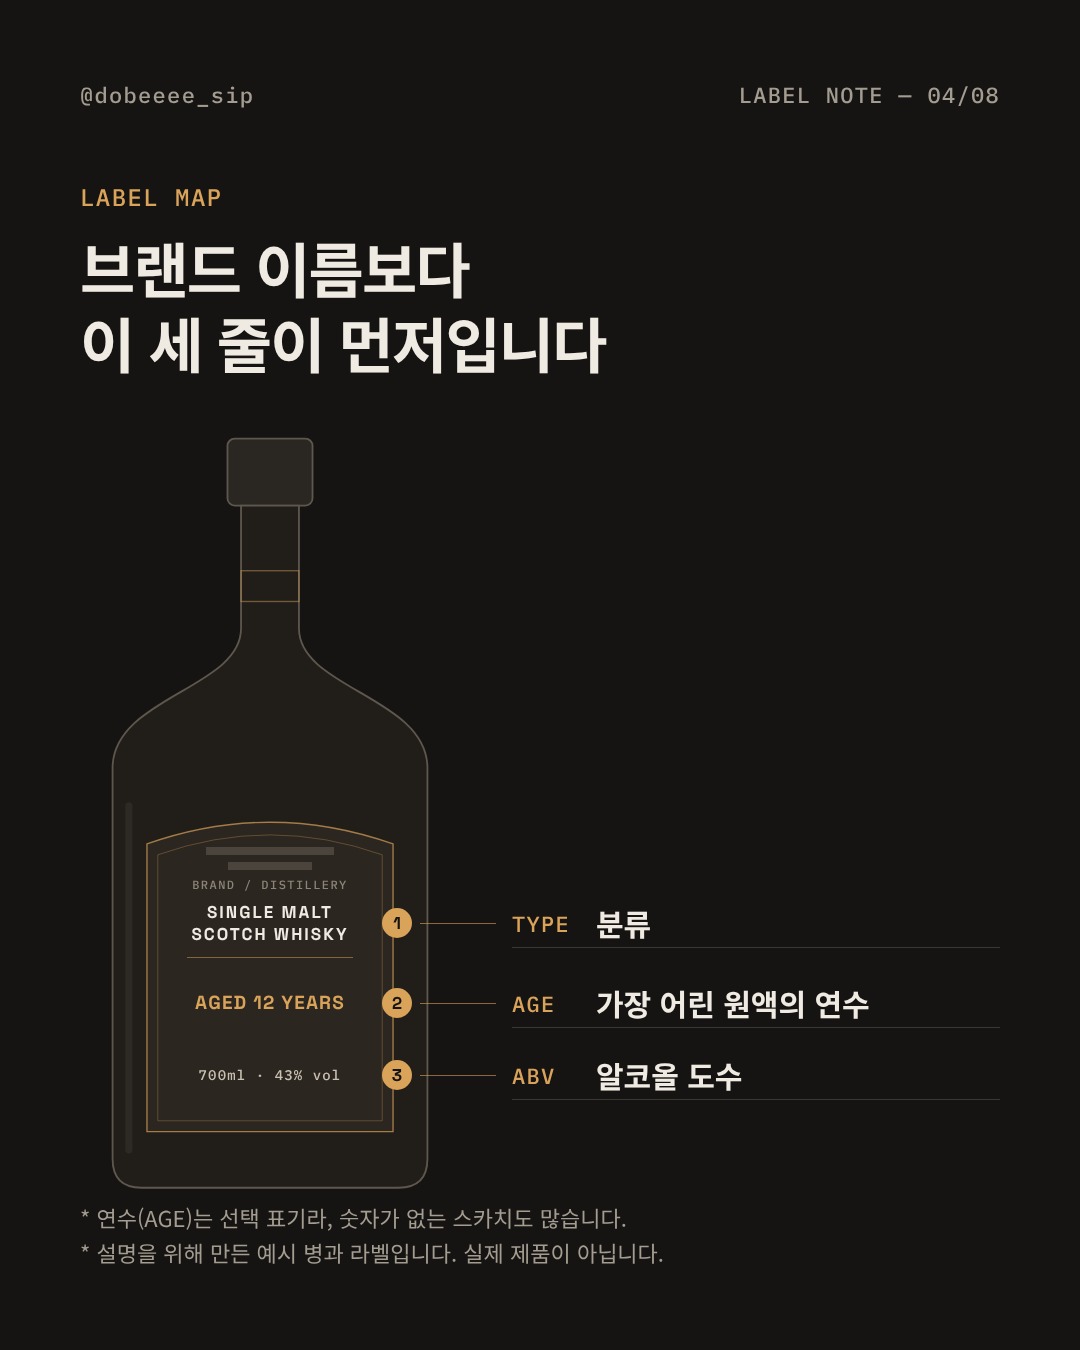 @dobeeee_sip
LABEL NOTE — 04/08
LABEL MAP
브랜드 이름보다
이 세 줄이 먼저입니다
BRAND / DISTILLERY
SINGLE MALT
SCOTCH WHISKY
1 TYPE 분류
AGED 12 YEARS
2 AGE 가장 어린 원액의 연수
700ml · 43% vol
3 ABV 알코올 도수
* 연수(AGE)는 선택 표기라, 숫자가 없는 스카치도 많습니다.
* 설명을 위해 만든 예시 병과 라벨입니다. 실제 제품이 아닙니다.